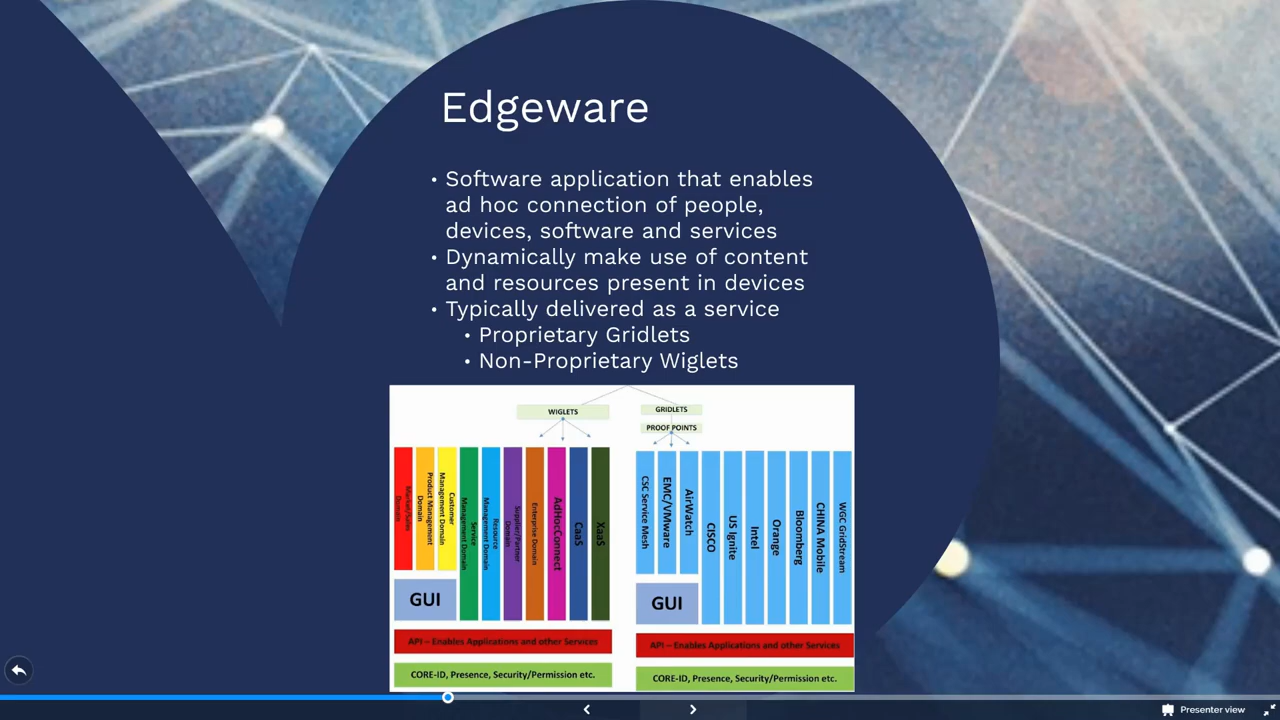 Edgeware
• Software application that enables
ad hoc connection of people,
devices, software and services
• Dynamically make use of content
and resources present in devices
• Typically delivered as a service
• Proprietary Gridlets
• Non-Proprietary Wiglets
WIGLETS
Market/Sales
Domain
Product Management
Domain
Customer
Management Domain
Service
Management Domain
Resource
Management Domain
Supplier/Partner
Domain
Enterprise Domain
AdHocConnect
CaaS
XaaS
GUI
API – Enables Applications and other Services
CORE-ID, Presence, Security/Permission etc.
GRIDLETS
PROOF POINTS
CSC Service Mesh
EMC/VMware
AirWatch
CISCO
US Ignite
Intel
Orange
Bloomberg
CHINA Mobile
WGC GridStream
GUI
API – Enables Applications and other Services
CORE-ID, Presence, Security/Permission etc.
Presenter view